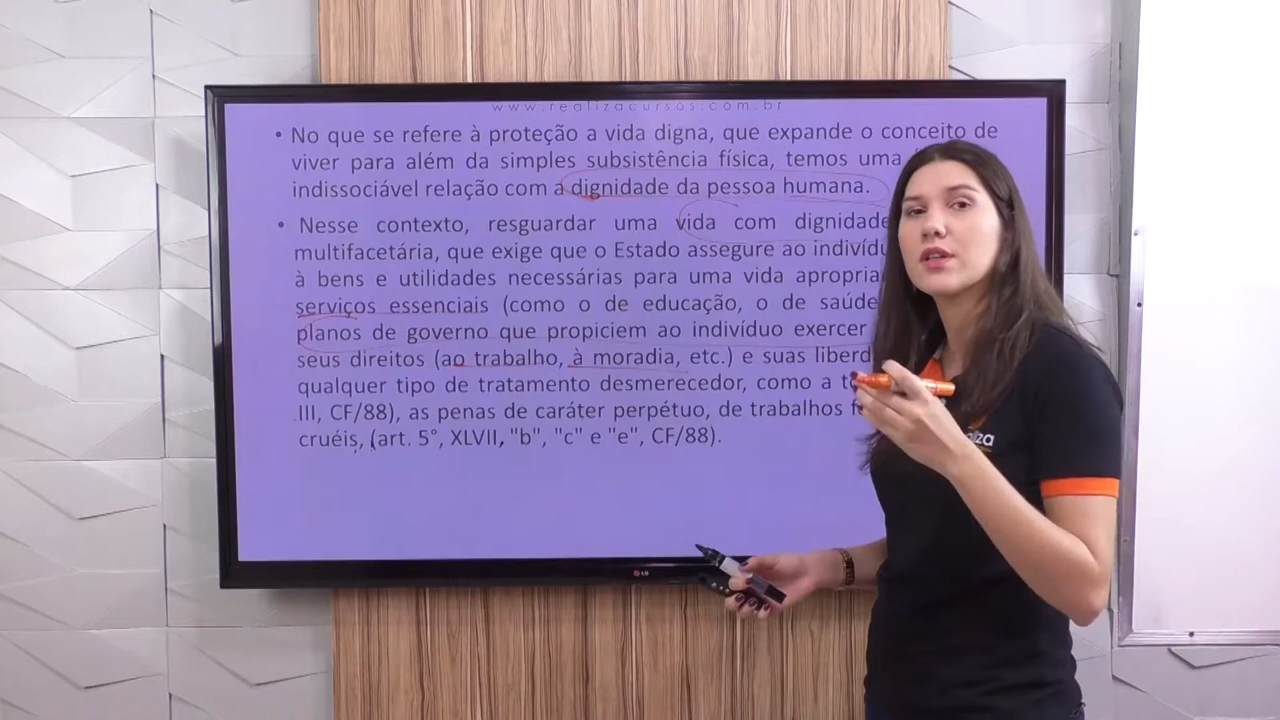 www.realizacursos.com.br
• No que se refere à proteção a vida digna, que expande o conceito de
viver para além da simples subsistência física, temos uma
indissociável relação com a dignidade da pessoa humana.
• Nesse contexto, resguardar uma vida com dignidade
multifacetária, que exige que o Estado assegure ao
à bens e utilidades necessárias para uma vida
serviços essenciais (como o de educação, o de saúde
planos de governo que propiciem ao indivíduo exercer
seus direitos (ao trabalho, à moradia, etc.) e suas
qualquer tipo de tratamento desmerecedor, como a
III, CF/88), as penas de caráter perpétuo, de trabalhos
cruéis, (art. 5°, XLVII, "b", "c" e "e", CF/88).
LG